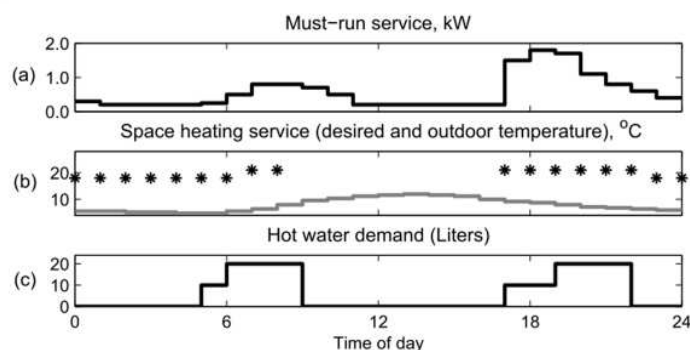 Must−run service, kW
(a)
2.0
1.0
0.0
Space heating service (desired and outdoor temperature), °C
(b)
20
10
Hot water demand (Liters)
(c)
20
10
0
0 6 12 18 24
Time of day